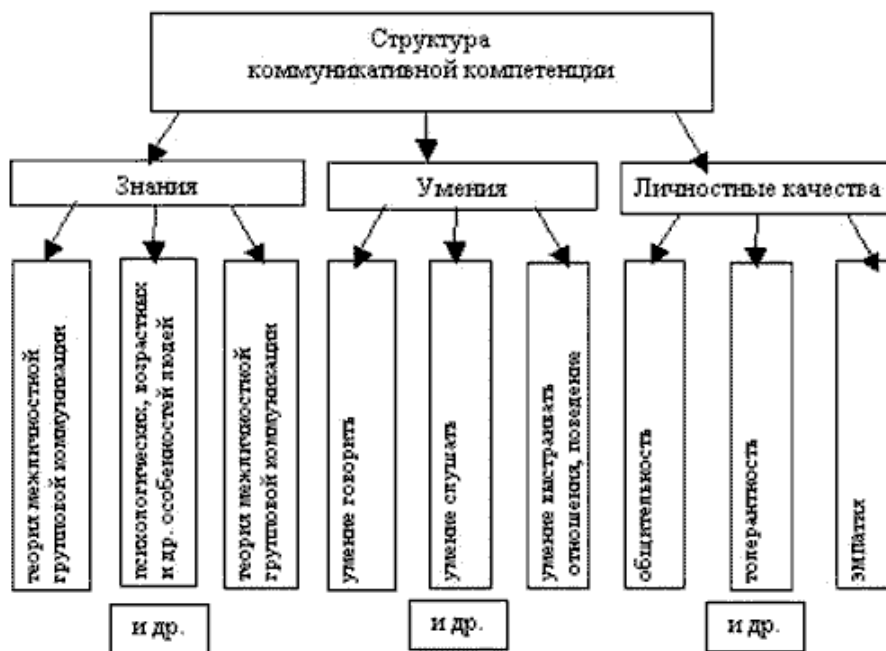 Структура
коммуникативной компетенции
Знания
Умения
Личностные качества
теория межличностной
групповой коммуникации
психологических, возрастных
и др. особенностей людей
теория межличностной
групповой коммуникации
умение говорить
умение слушать
умение выстраивать
отношения, поведение
общительность
толерантность
эмпатия
и др.
и др.
и др.